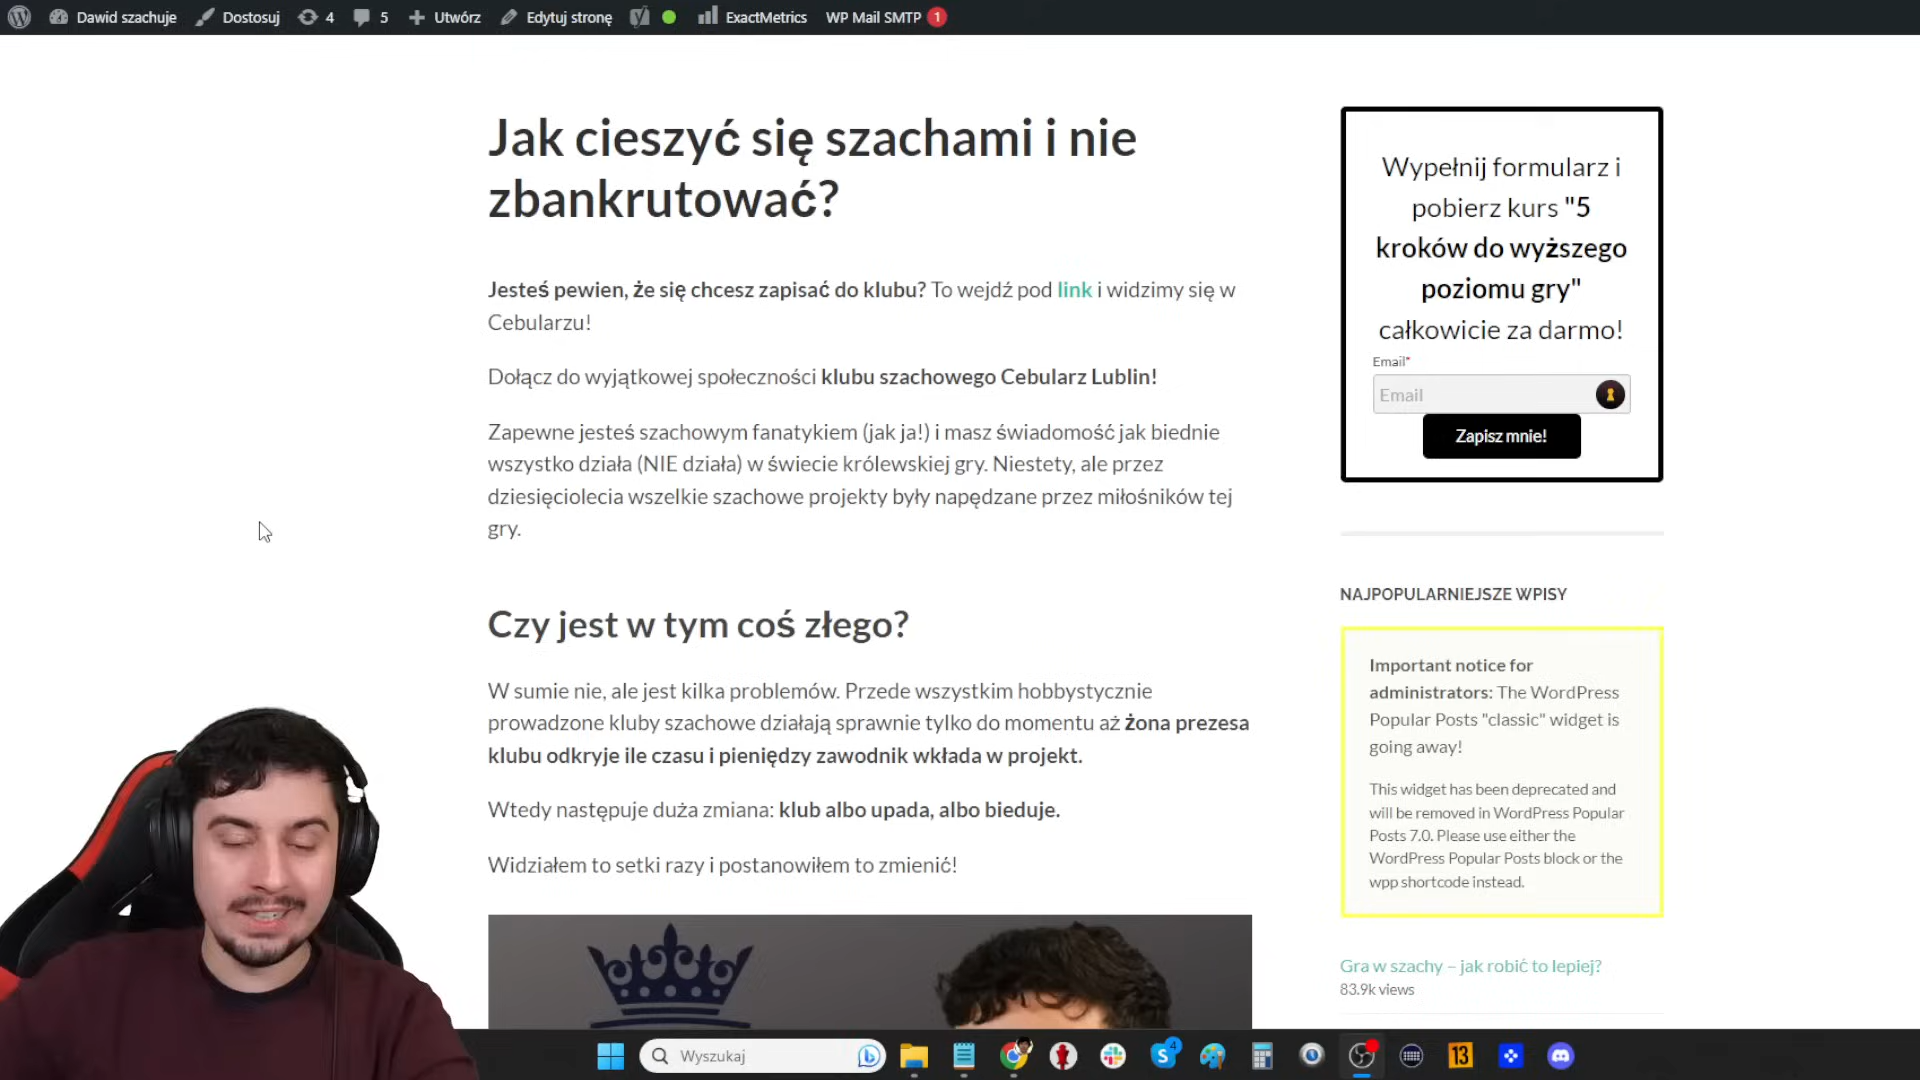 Dawid szachuje Dostosuj 4 5 Utwórz Edytuj stronę ExactMetrics WP Mail SMTP 1
Jak cieszyć się szachami i nie
zbankrutować?
Jesteś pewien, że się chcesz zapisać do klubu? To wejdź pod link i widzimy się w
Cebularzu!
Dołącz do wyjątkowej społeczności klubu szachowego Cebularz Lublin!
Zapewne jesteś szachowym fanatykiem (jak ja!) i masz świadomość jak biednie
wszystko działa (NIE działa) w świecie królewskiej gry. Niestety, ale przez
dziesięciolecia wszelkie szachowe projekty były napędzane przez miłośników tej
gry.
Czy jest w tym coś złego?
W sumie nie, ale jest kilka problemów. Przede wszystkim hobbystycznie
prowadzone kluby szachowe działają sprawnie tylko do momentu aż żona prezesa
klubu odkryje ile czasu i pieniędzy zawodnik wkłada w projekt.
Wtedy następuje duża zmiana: klub albo upada, albo bieduje.
Widziałem to setki razy i postanowiłem to zmienić!
Wypełnij formularz i
pobierz kurs "5
kroków do wyższego
poziomu gry"
całkowicie za darmo!
Email*
Email
Zapisz mnie!
NAJPOPULARNIEJSZE WPISY
Important notice for
administrators: The WordPress
Popular Posts "classic" widget is
going away!
This widget has been deprecated and
will be removed in WordPress Popular
Posts 7.0. Please use either the
WordPress Popular Posts block or the
wpp shortcode instead.
Gra w szachy – jak robić to lepiej?
83.9k views
Wyszukaj
4
13